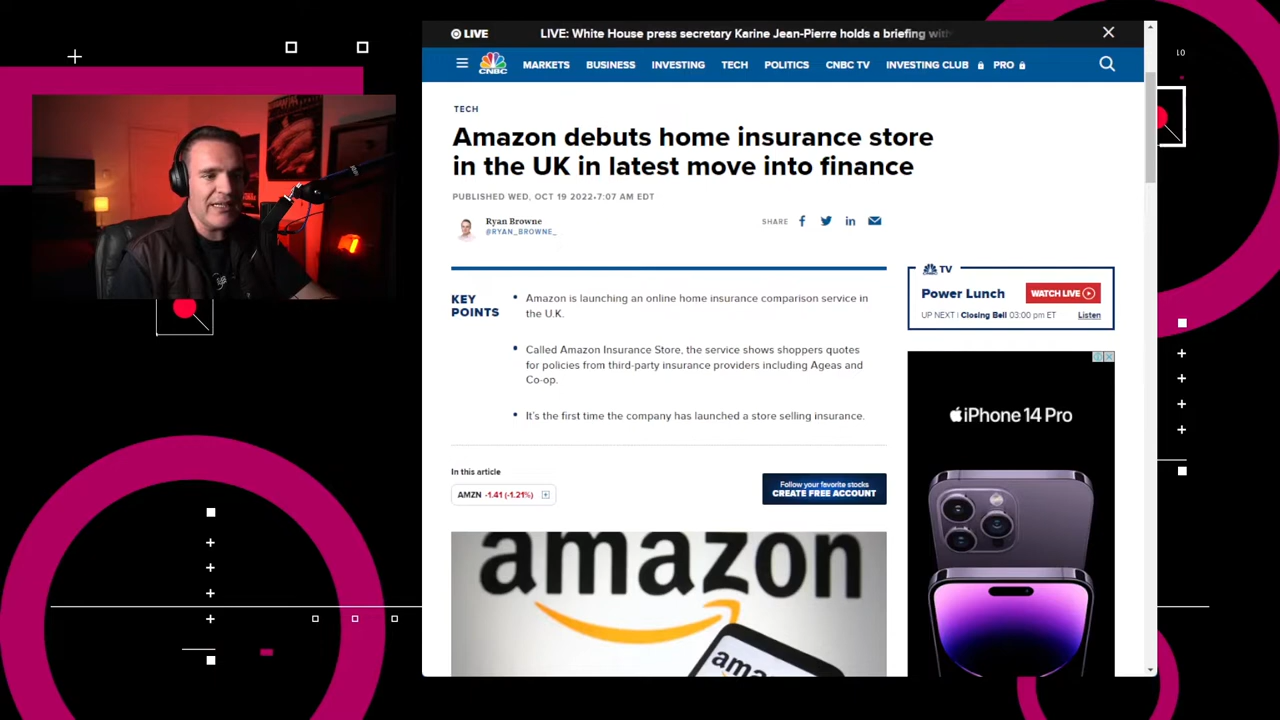 LIVE
LIVE: White House press secretary Karine Jean-Pierre holds a briefing with
CNBC
MARKETS BUSINESS INVESTING TECH POLITICS CNBC TV INVESTING CLUB PRO
TECH
Amazon debuts home insurance store
in the UK in latest move into finance
PUBLISHED WED, OCT 19 2022•7:07 AM EDT
Ryan Browne
@RYAN_BROWNE_
SHARE
KEY
POINTS
• Amazon is launching an online home insurance comparison service in
the U.K.
• Called Amazon Insurance Store, the service shows shoppers quotes
for policies from third-party insurance providers including Ageas and
Co-op.
• It's the first time the company has launched a store selling insurance.
TV
Power Lunch
WATCH LIVE
UP NEXT | Closing Bell 03:00 pm ET
Listen
In this article
AMZN -1.41 (-1.21%)
Follow your favorite stocks
CREATE FREE ACCOUNT
iPhone 14 Pro
amazon
ama